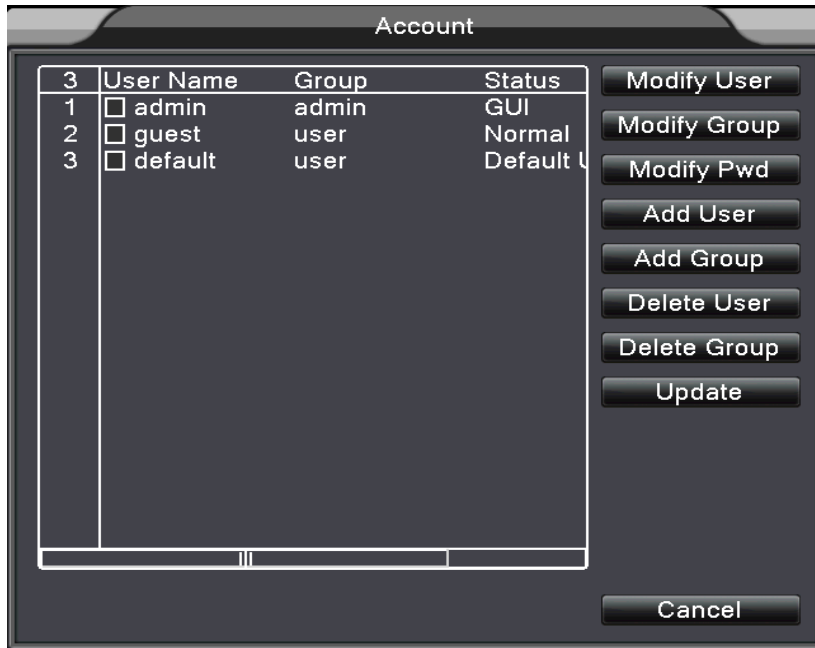 Account
3 User Name Group Status
1 admin admin GUI
2 guest user Normal
3 default user Default
Modify User
Modify Group
Modify Pwd
Add User
Add Group
Delete User
Delete Group
Update
Cancel